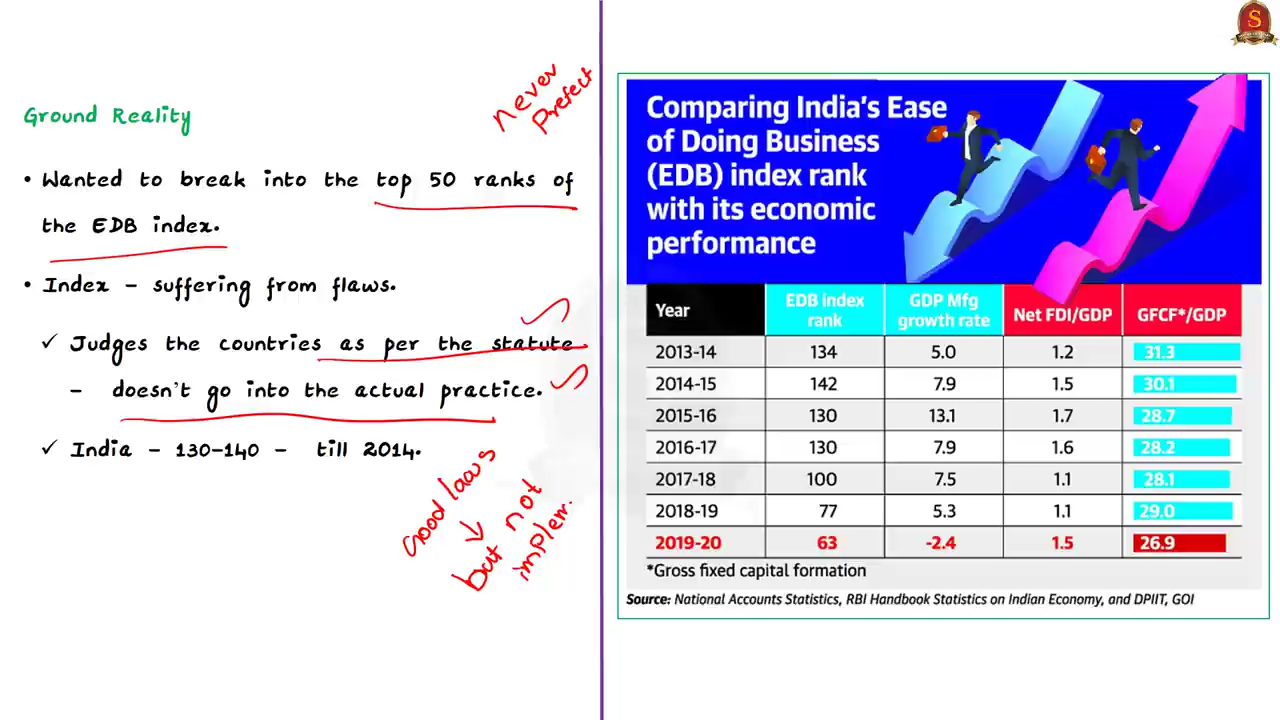 Ground Reality
never
Prefect
• Wanted to break into the top 50 ranks of
the EDB index.
• Index - suffering from flaws.
✓ Judges the countries as per the statute
- doesn't go into the actual practice.
✓ India - 130-140 - till 2014.
Good laws
↓
but not
implem.
S
Comparing India's Ease
of Doing Business
(EDB) index rank
with its economic
performance
Year EDB index rank GDP Mfg growth rate Net FDI/GDP GFCF*/GDP
2013-14 134 5.0 1.2 31.3
2014-15 142 7.9 1.5 30.1
2015-16 130 13.1 1.7 28.7
2016-17 130 7.9 1.6 28.2
2017-18 100 7.5 1.1 28.1
2018-19 77 5.3 1.1 29.0
2019-20 63 -2.4 1.5 26.9
*Gross fixed capital formation
Source: National Accounts Statistics, RBI Handbook Statistics on Indian Economy, and DPIIT, GOI